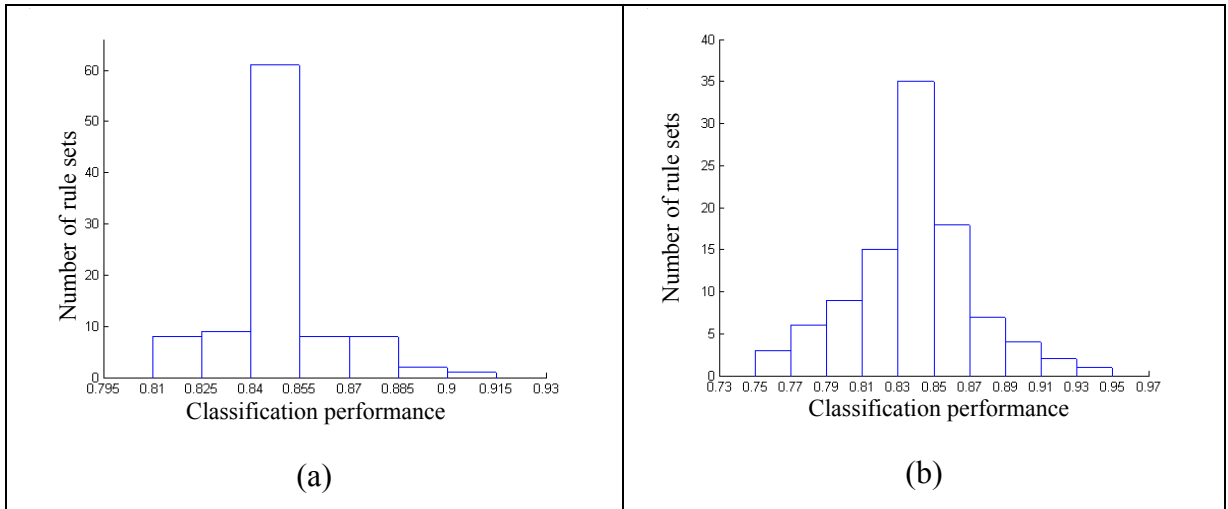 60
50
40
30
20
10
0
Number of rule sets
0.795 0.81 0.825 0.84 0.855 0.87 0.885 0.9 0.915 0.93
Classification performance
(a)
40
35
30
25
20
15
10
5
0
Number of rule sets
0.73 0.75 0.77 0.79 0.81 0.83 0.85 0.87 0.89 0.91 0.93 0.95 0.97
Classification performance
(b)